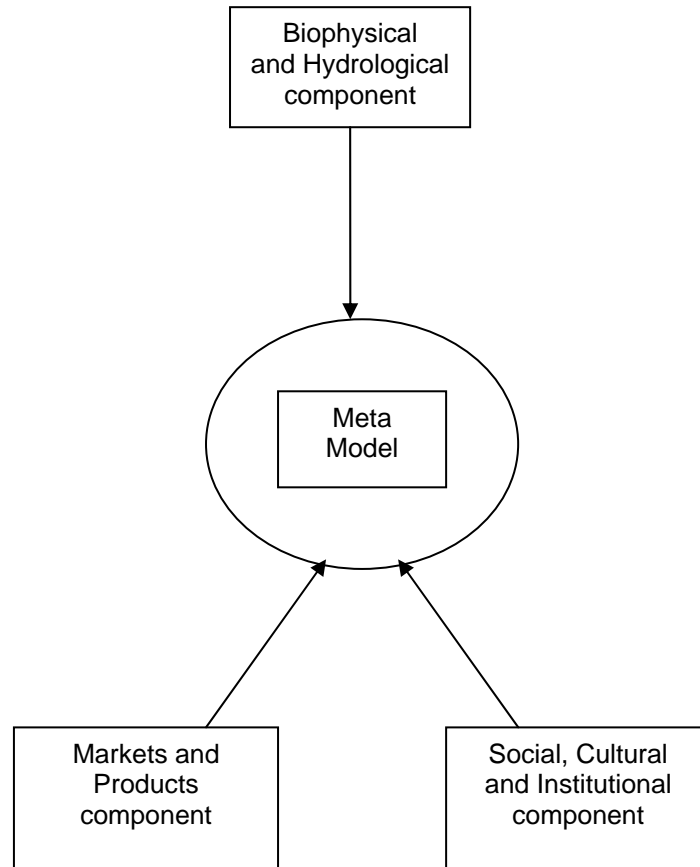 Biophysical
and Hydrological
component
Meta
Model
Markets and
Products
component
Social, Cultural
and Institutional
component